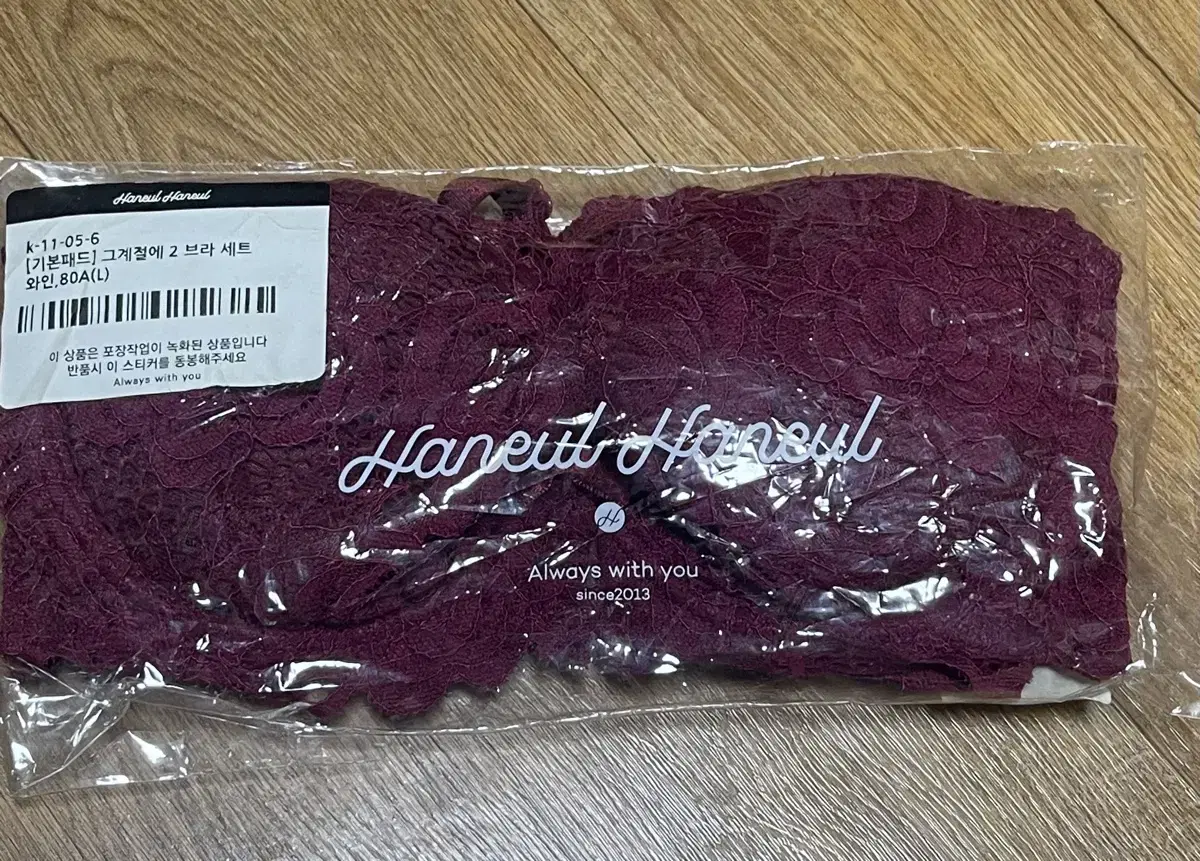 Haneul Haneul
k-11-05-6
[기본패드] 그계절에 2 브라 세트
와인,80A(L)
이 상품은 포장작업이 녹화된 상품입니다
반품시 이 스티커를 동봉해주세요
Always with you
Haneul Haneul
H
Always with you
since2013